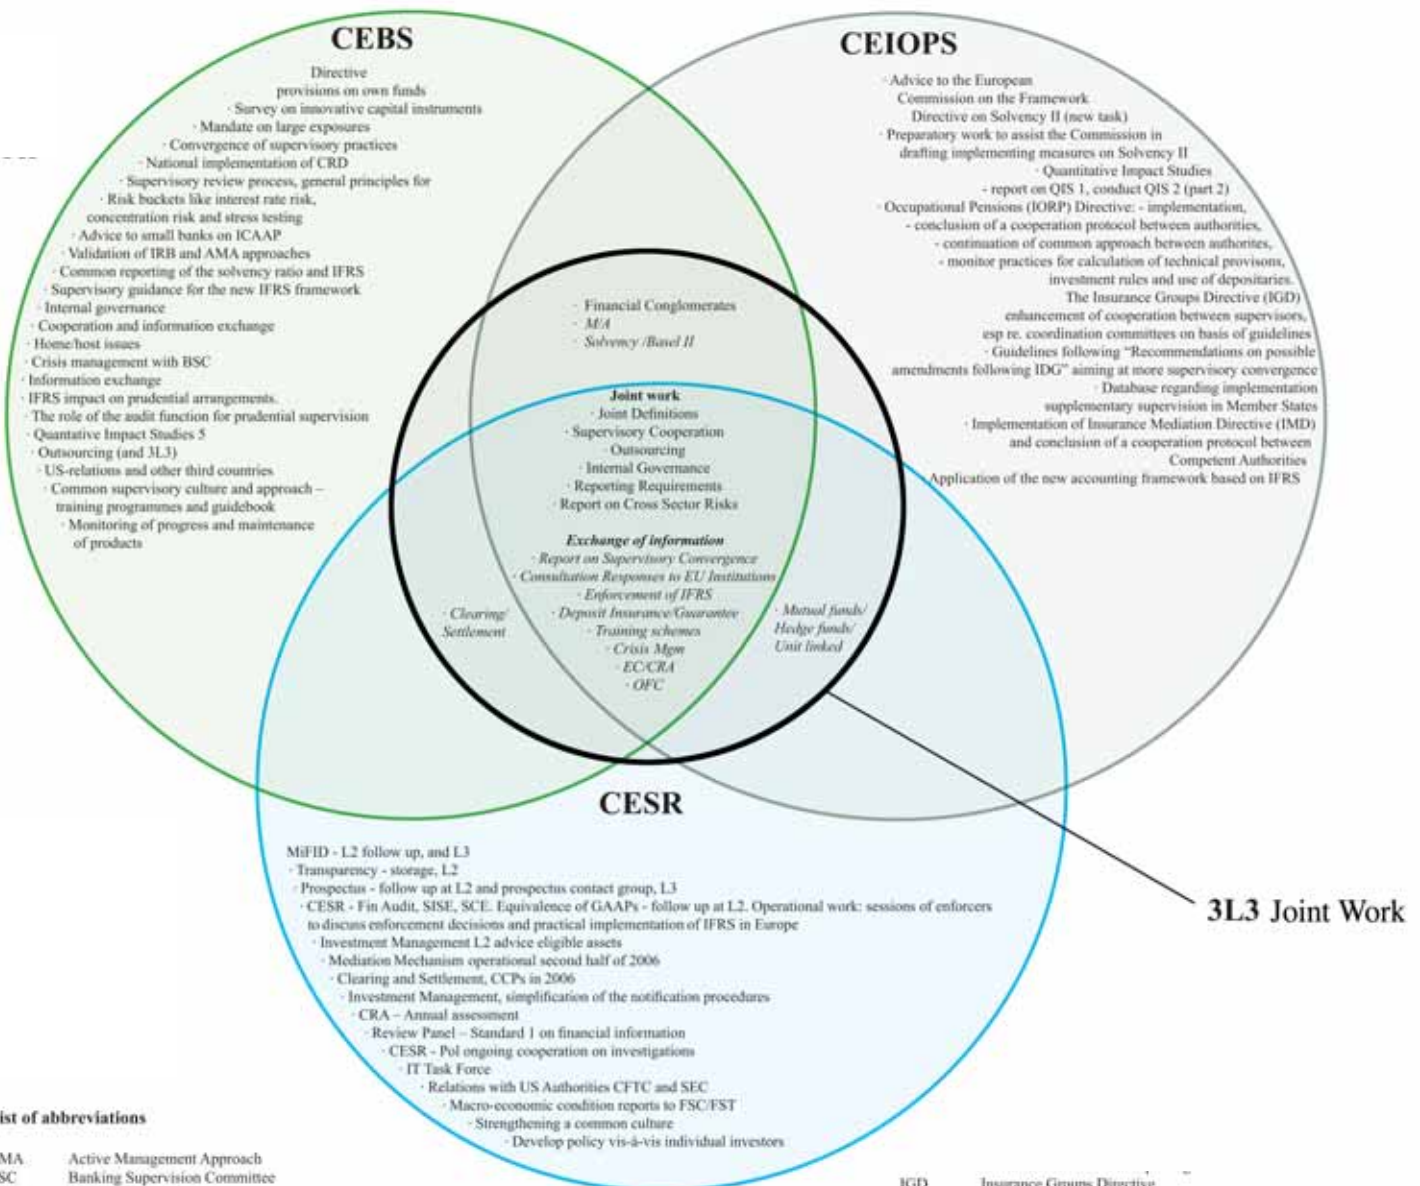 CEBS
Directive
provisions on own funds
· Survey on innovative capital instruments
· Mandate on large exposures
· Convergence of supervisory practices
· National implementation of CRD
· Supervisory review process, general principles for
· Risk buckets like interest rate risk,
concentration risk and stress testing
· Advice to small banks on ICAAP
· Validation of IRB and AMA approaches
· Common reporting of the solvency ratio and IFRS
· Supervisory guidance for the new IFRS framework
· Internal governance
· Cooperation and information exchange
· Home/host issues
· Crisis management with BSC
· Information exchange
· IFRS impact on prudential arrangements.
· The role of the audit function for prudential supervision
· Quantative Impact Studies 5
· Outsourcing (and 3L3)
· US-relations and other third countries
· Common supervisory culture and approach –
training programmes and guidebook
· Monitoring of progress and maintenance
of products
CEIOPS
· Advice to the European
Commission on the Framework
Directive on Solvency II (new task)
· Preparatory work to assist the Commission in
drafting implementing measures on Solvency II
· Quantitative Impact Studies
- report on QIS 1, conduct QIS 2 (part 2)
· Occupational Pensions (IORP) Directive: - implementation,
- conclusion of a cooperation protocol between authorities,
- continuation of common approach between authorites,
- monitor practices for calculation of technical provisons,
investment rules and use of depositaries.
The Insurance Groups Directive (IGD)
enhancement of cooperation between supervisors,
esp re. coordination committees on basis of guidelines
· Guidelines following “Recommendations on possible
amendments following IDG” aiming at more supervisory convergence
· Database regarding implementation
supplementary supervision in Member States
· Implementation of Insurance Mediation Directive (IMD)
and conclusion of a cooperation protocol between
Competent Authorities
Application of the new accounting framework based on IFRS
· Financial Conglomerates
· M/A
· Solvency /Basel II
Joint work
· Joint Definitions
· Supervisory Cooperation
· Outsourcing
· Internal Governance
· Reporting Requirements
· Report on Cross Sector Risks
Exchange of information
· Report on Supervisory Convergence
· Consultation Responses to EU Institutions
· Enforcement of IFRS
· Deposit Insurance/Guarantee
· Training schemes
· Crisis Mgm
· EC/CRA
· OFC
· Clearing/
Settlement
· Mutual funds/
Hedge funds/
Unit linked
CESR
MiFID - L2 follow up, and L3
· Transparency - storage, L2
· Prospectus - follow up at L2 and prospectus contact group, L3
· CESR - Fin Audit, SISE, SCE. Equivalence of GAAPs - follow up at L2. Operational work: sessions of enforcers
to discuss enforcement decisions and practical implementation of IFRS in Europe
· Investment Management L2 advice eligible assets
· Mediation Mechanism operational second half of 2006
· Clearing and Settlement, CCPs in 2006
· Investment Management, simplification of the notification procedures
· CRA – Annual assessment
· Review Panel – Standard 1 on financial information
· CESR - Pol ongoing cooperation on investigations
· IT Task Force
· Relations with US Authorities CFTC and SEC
· Macro-economic condition reports to FSC/FST
· Strengthening a common culture
· Develop policy vis-à-vis individual investors
3L3 Joint Work
ist of abbreviations
MA Active Management Approach
SC Banking Supervision Committee
IGD Insurance Groups Directive